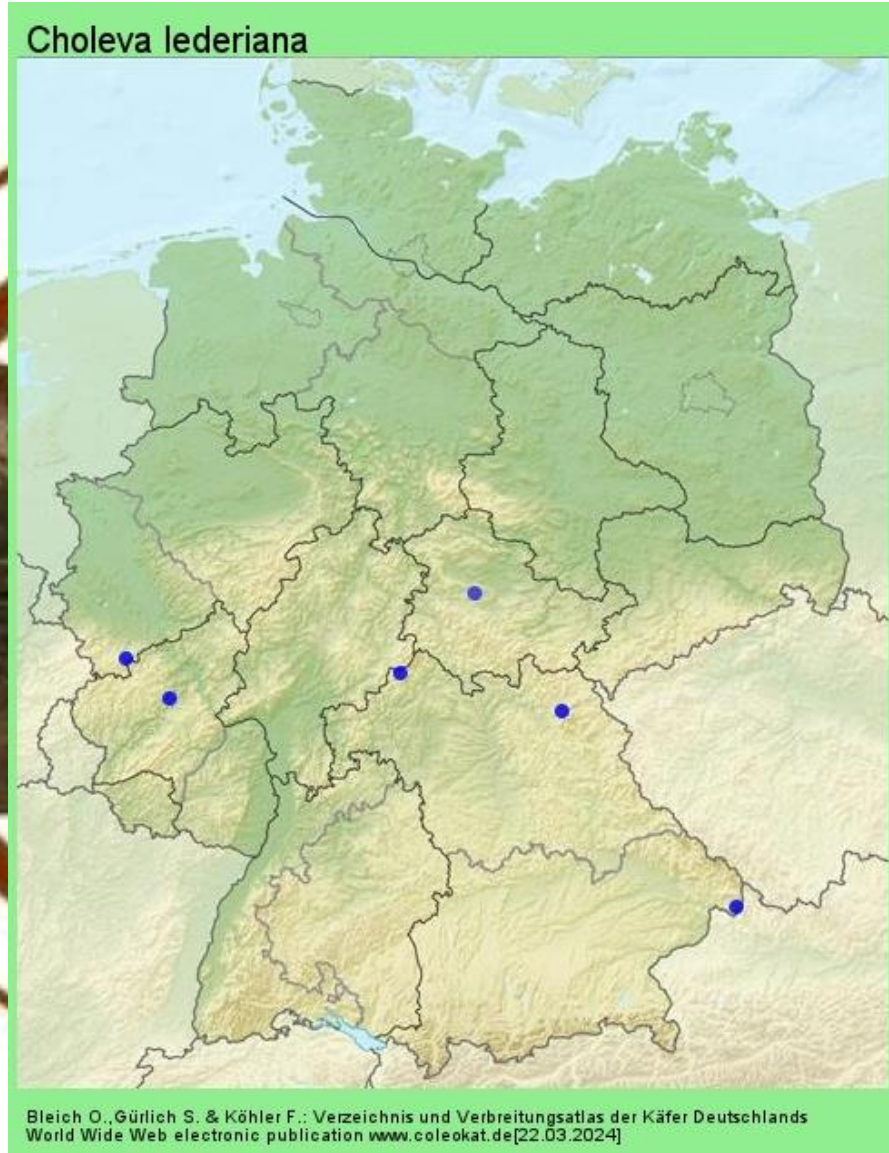 Choleva lederiana
Bleich O.,Gürlich S. & Köhler F.: Verzeichnis und Verbreitungsatlas der Käfer Deutschlands
World Wide Web electronic publication www.coleokat.de[22.03.2024]